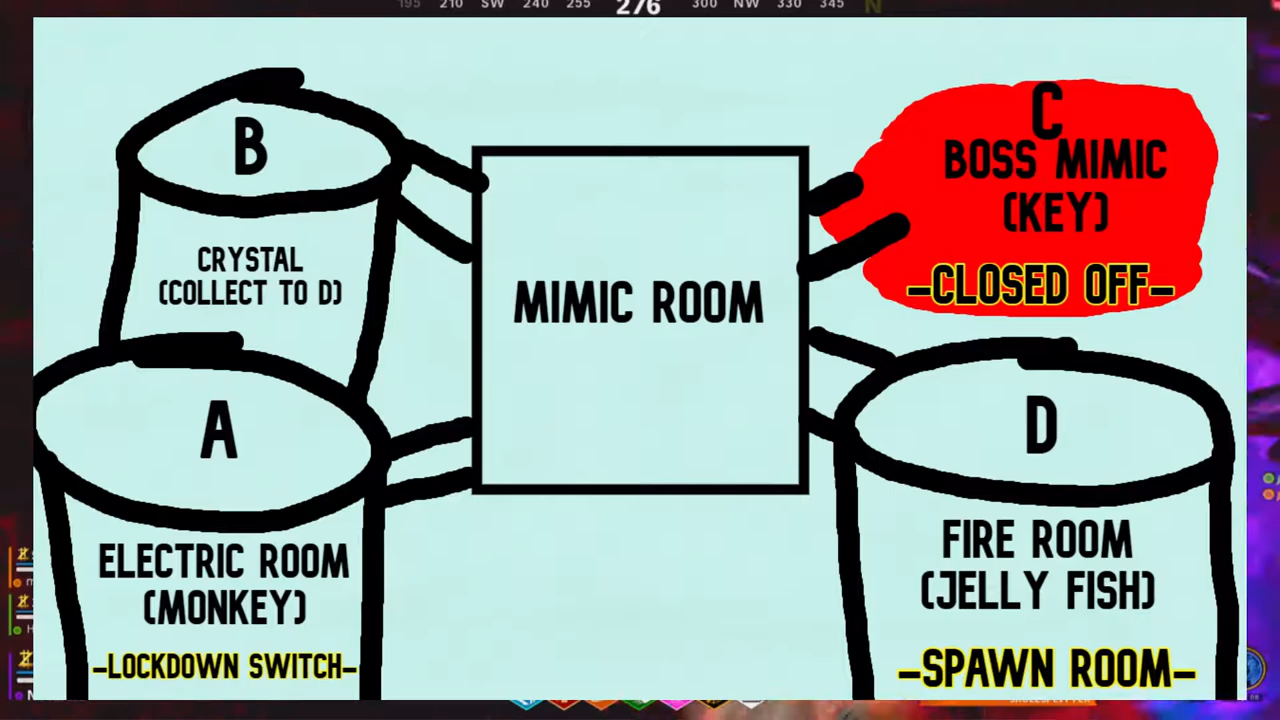 195 210 SW 240 255 276 300 NW 330 345 N
B
CRYSTAL
(COLLECT TO D)
A
ELECTRIC ROOM
(MONKEY)
-LOCKDOWN SWITCH-
MIMIC ROOM
C
BOSS MIMIC
(KEY)
-CLOSED OFF-
D
FIRE ROOM
(JELLY FISH)
-SPAWN ROOM-